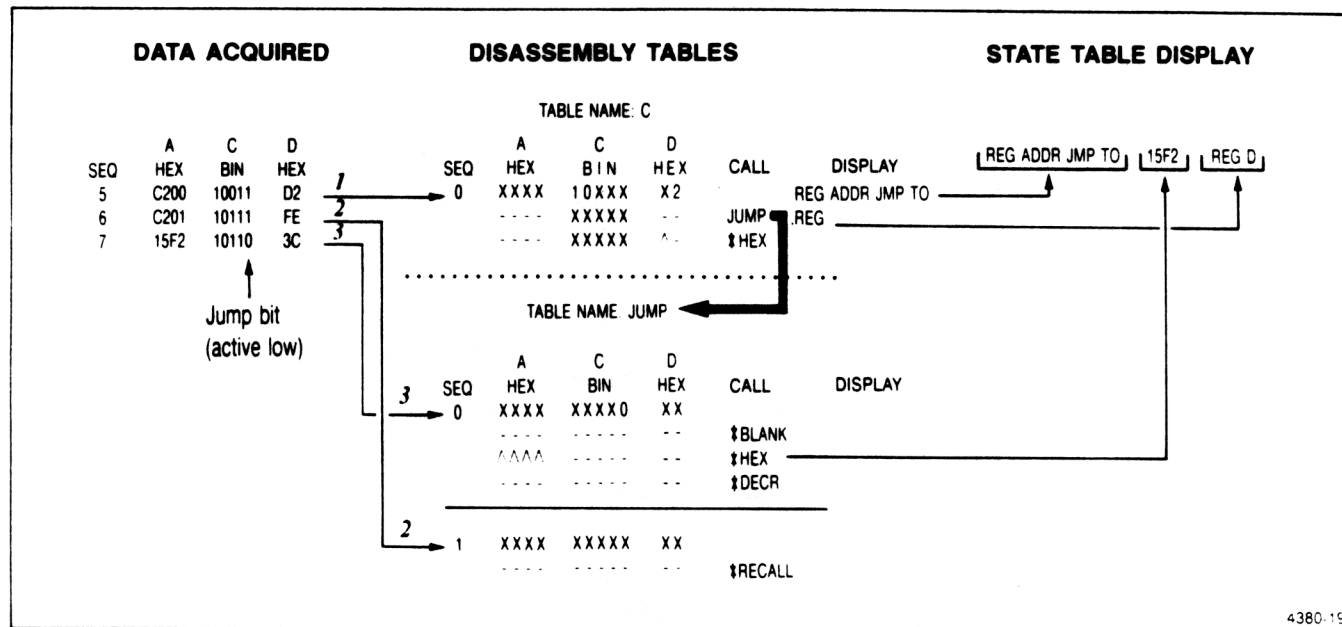 DATA ACQUIRED DISASSEMBLY TABLES STATE TABLE DISPLAY
TABLE NAME: C
A C D
SEQ HEX BIN HEX
5 C200 10011 D2
6 C201 10111 FE
7 15F2 10110 3C
Jump bit
(active low)
1
2
3
A C D
SEQ HEX BIN HEX CALL DISPLAY
0 XXXX 10XXX X2 REG ADDR JMP TO
- - - - XXXXX - - JUMP .REG
- - - - XXXXX ^ - ‡HEX
TABLE NAME: JUMP
A C D
SEQ HEX BIN HEX CALL DISPLAY
3
0 XXXX XXXX0 XX
- - - - - - - - - - - ‡BLANK
^^^^ - - - - - - - ‡HEX
- - - - - - - - - - - ‡DECR
2
1 XXXX XXXXX XX
- - - - - - - - - - - ‡RECALL
REG ADDR JMP TO 15F2 REG D
4380-19